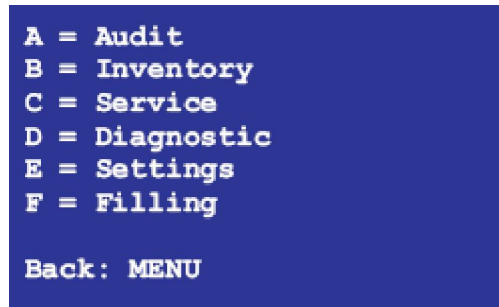 A = Audit
B = Inventory
C = Service
D = Diagnostic
E = Settings
F = Filling
Back: MENU